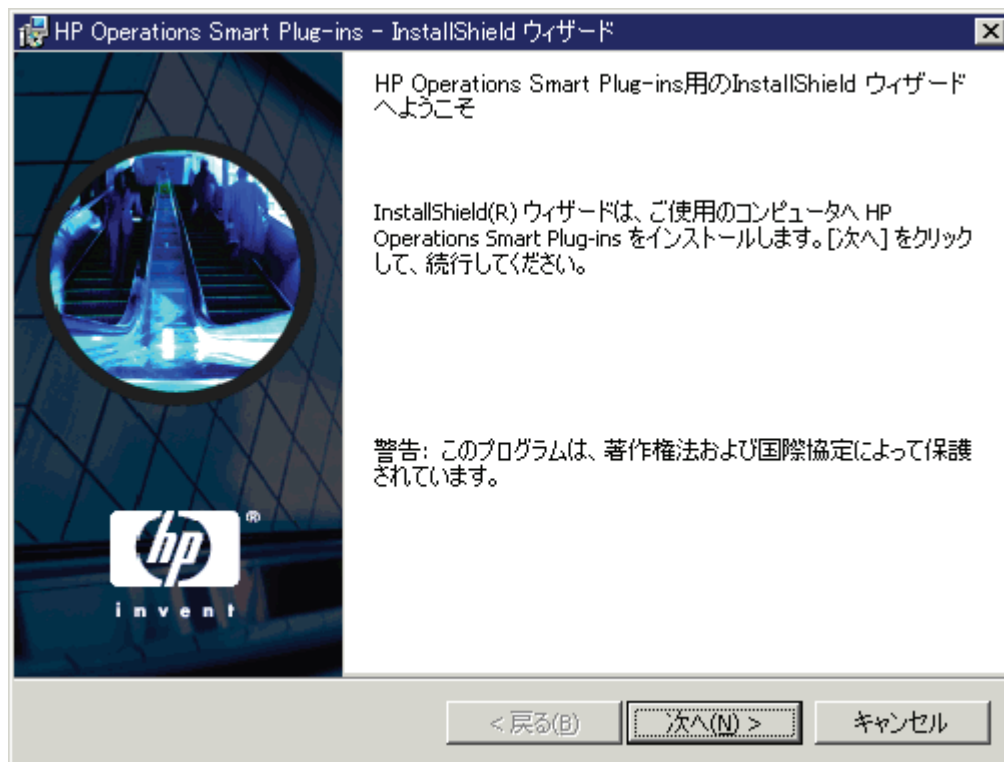 HP Operations Smart Plug-ins - InstallShield ウィザード
HP Operations Smart Plug-ins用のInstallShield ウィザード
へようこそ
InstallShield(R) ウィザードは、ご使用のコンピュータへ HP
Operations Smart Plug-ins をインストールします。[次へ] をクリック
して、続行してください。
警告: このプログラムは、著作権法および国際協定によって保護
されています。
hp®
invent
< 戻る(B)
次へ(N) >
キャンセル